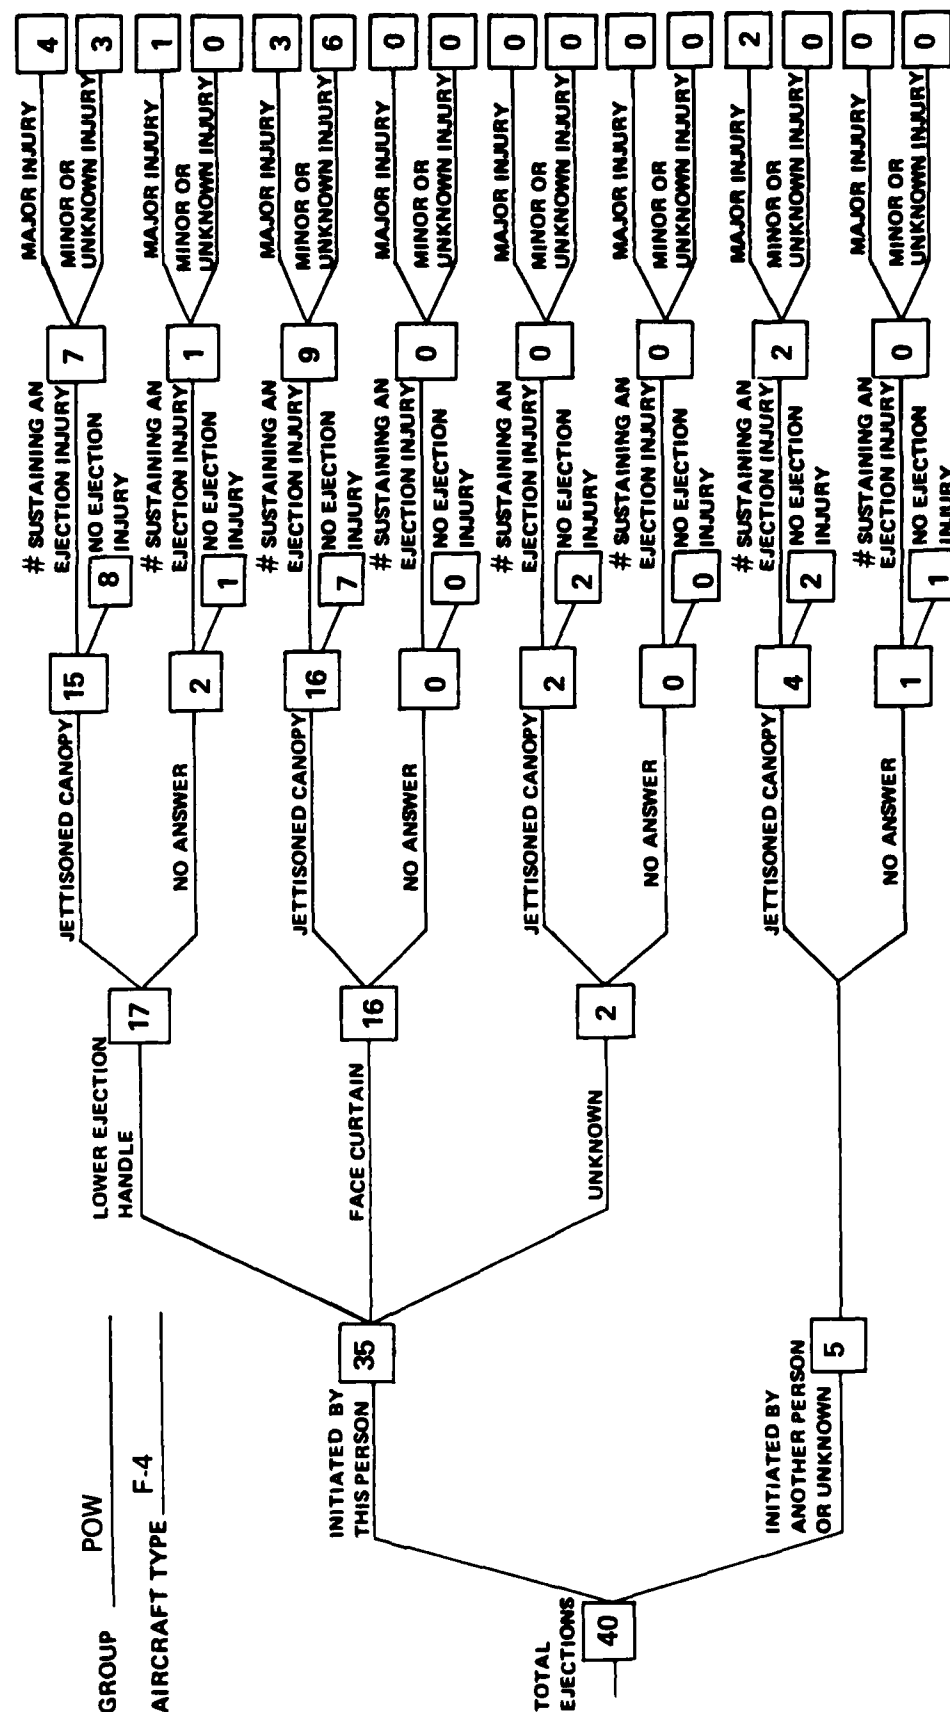 GROUP POW
AIRCRAFT TYPE F-4
TOTAL
EJECTIONS
40
INITIATED BY
THIS PERSON
35
INITIATED BY
ANOTHER PERSON
OR UNKNOWN
5
LOWER EJECTION
HANDLE
17
FACE CURTAIN
16
UNKNOWN
2
JETTISONED CANOPY
15
# SUSTAINING AN
EJECTION INJURY
7
NO EJECTION
INJURY
8
MAJOR INJURY
4
MINOR OR
UNKNOWN INJURY
3
NO ANSWER
2
# SUSTAINING AN
EJECTION INJURY
1
NO EJECTION
INJURY
1
MAJOR INJURY
1
MINOR OR
UNKNOWN INJURY
0
JETTISONED CANOPY
16
# SUSTAINING AN
EJECTION INJURY
9
NO EJECTION
INJURY
7
MAJOR INJURY
3
MINOR OR
UNKNOWN INJURY
6
NO ANSWER
0
# SUSTAINING AN
EJECTION INJURY
0
NO EJECTION
INJURY
0
MAJOR INJURY
0
MINOR OR
UNKNOWN INJURY
0
JETTISONED CANOPY
2
# SUSTAINING AN
EJECTION INJURY
0
NO EJECTION
INJURY
2
MAJOR INJURY
0
MINOR OR
UNKNOWN INJURY
0
NO ANSWER
0
# SUSTAINING AN
EJECTION INJURY
0
NO EJECTION
INJURY
0
MAJOR INJURY
0
MINOR OR
UNKNOWN INJURY
0
JETTISONED CANOPY
4
# SUSTAINING AN
EJECTION INJURY
2
NO EJECTION
INJURY
2
MAJOR INJURY
2
MINOR OR
UNKNOWN INJURY
0
NO ANSWER
1
# SUSTAINING AN
EJECTION INJURY
0
NO EJECTION
INJURY
1
MAJOR INJURY
0
MINOR OR
UNKNOWN INJURY
0